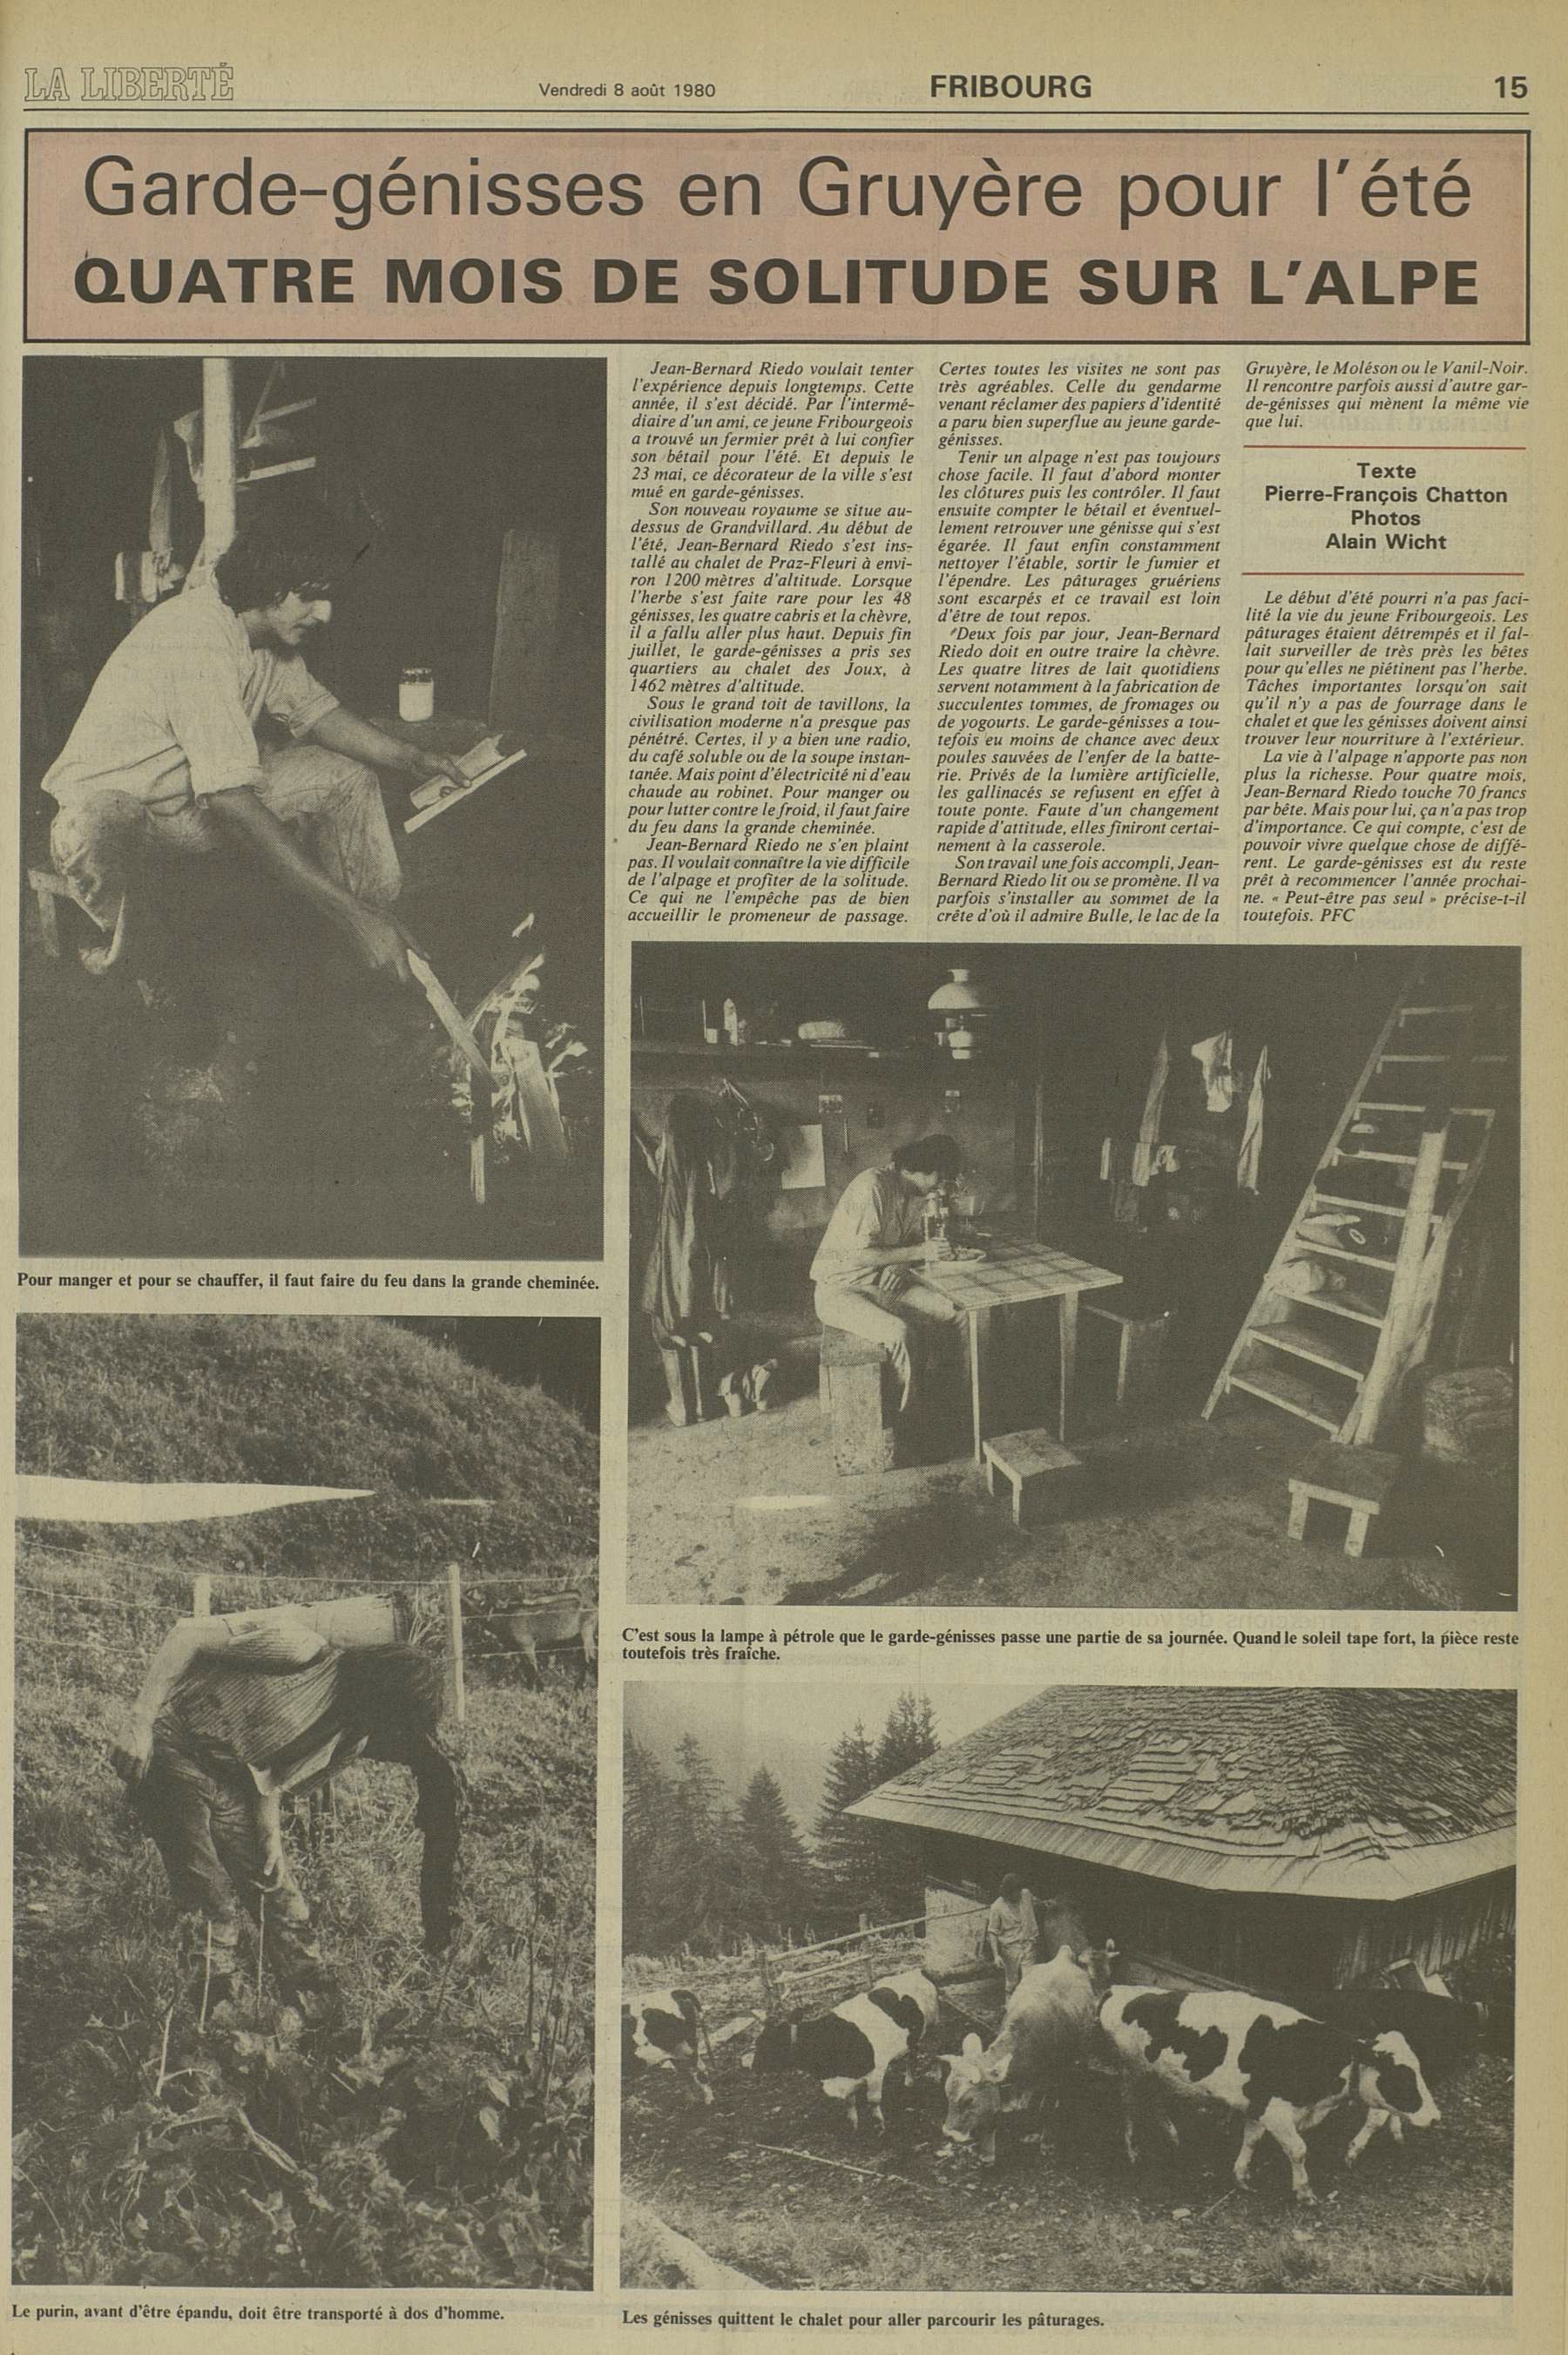 LA LIBERTÉ
Vendredi 8 août 1980
FRIBOURG
15
Garde-génisses en Gruyère pour l'été
QUATRE MOIS DE SOLITUDE SUR L'ALPE
Jean-Bernard Riedo voulait tenter
l'expérience depuis longtemps. Cette
année, il s'est décidé. Par l'intermé-
diaire d'un ami, ce jeune Fribourgeois
a trouvé un fermier prêt à lui confier
son bétail pour l'été. Et depuis le
23 mai, ce décorateur de la ville s'est
mué en garde-génisses.
Son nouveau royaume se situe au-
dessus de Grandvillard. Au début de
l'été, Jean-Bernard Riedo s'est ins-
tallé au chalet de Praz-Fleuri à envi-
ron 1200 mètres d'altitude. Lorsque
l'herbe s'est faite rare pour les 48
génisses, les quatre cabris et la chèvre,
il a fallu aller plus haut. Depuis fin
juillet, le garde-génisses a pris ses
quartiers au chalet des Joux, à
1462 mètres d'altitude.
Sous le grand toit de tavillons, la
civilisation moderne n'a presque pas
pénétré. Certes, il y a bien une radio,
du café soluble ou de la soupe instan-
tanée. Mais point d'électricité ni d'eau
chaude au robinet. Pour manger ou
pour lutter contre le froid, il faut faire
du feu dans la grande cheminée.
Jean-Bernard Riedo ne s'en plaint
pas. Il voulait connaître la vie difficile
de l'alpage et profiter de la solitude.
Ce qui ne l'empêche pas de bien
accueillir le promeneur de passage.
Certes toutes les visites ne sont pas
très agréables. Celle du gendarme
venant réclamer des papiers d'identité
a paru bien superflue au jeune garde-
génisses.
Tenir un alpage n'est pas toujours
chose facile. Il faut d'abord monter
les clôtures puis les contrôler. Il faut
ensuite compter le bétail et éventuel-
lement retrouver une génisse qui s'est
égarée. Il faut enfin constamment
nettoyer l'étable, sortir le fumier et
l'épendre. Les pâturages gruériens
sont escarpés et ce travail est loin
d'être de tout repos.
Deux fois par jour, Jean-Bernard
Riedo doit en outre traire la chèvre.
Les quatre litres de lait quotidiens
servent notamment à la fabrication de
succulentes tommes, de fromages ou
de yogourts. Le garde-génisses a tou-
tefois eu moins de chance avec deux
poules sauvées de l'enfer de la batte-
rie. Privés de la lumière artificielle,
les gallinacés se refusent en effet à
toute ponte. Faute d'un changement
rapide d'attitude, elles finiront certai-
nement à la casserole.
Son travail une fois accompli, Jean-
Bernard Riedo lit ou se promène. Il va
parfois s'installer au sommet de la
crête d'où il admire Bulle, le lac de la
Gruyère, le Moléson ou le Vanil-Noir.
Il rencontre parfois aussi d'autre gar-
de-génisses qui mènent la même vie
que lui.
Texte
Pierre-François Chatton
Photos
Alain Wicht
Le début d'été pourri n'a pas faci-
lité la vie du jeune Fribourgeois. Les
pâturages étaient détrempés et il fal-
lait surveiller de très près les bêtes
pour qu'elles ne piétinent pas l'herbe.
Tâches importantes lorsqu'on sait
qu'il n'y a pas de fourrage dans le
chalet et que les génisses doivent ainsi
trouver leur nourriture à l'extérieur.
La vie à l'alpage n'apporte pas non
plus la richesse. Pour quatre mois,
Jean-Bernard Riedo touche 70 francs
par bête. Mais pour lui, ça n'a pas trop
d'importance. Ce qui compte, c'est de
pouvoir vivre quelque chose de diffé-
rent. Le garde-génisses est du reste
prêt à recommencer l'année prochai-
ne. « Peut-être pas seul » précise-t-il
toutefois. PFC
Pour manger et pour se chauffer, il faut faire du feu dans la grande cheminée.
C'est sous la lampe à pétrole que le garde-génisses passe une partie de sa journée. Quand le soleil tape fort, la pièce reste
toutefois très fraîche.
Le purin, avant d'être épandu, doit être transporté à dos d'homme.
Les génisses quittent le chalet pour aller parcourir les pâturages.